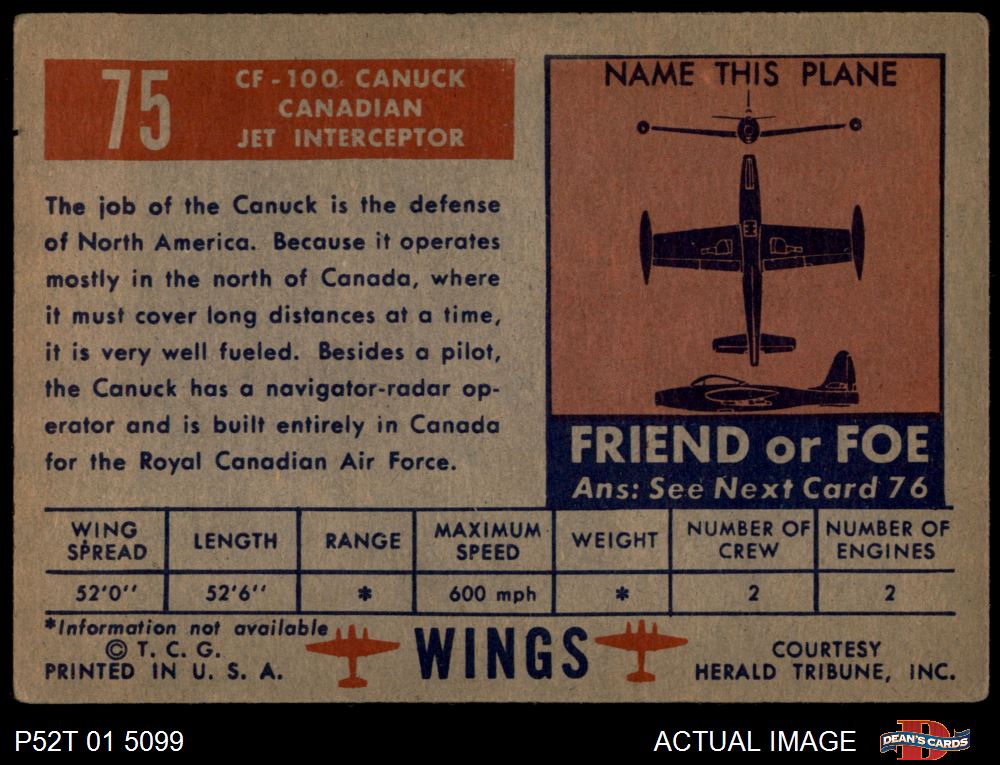 75
CF-100 CANUCK
CANADIAN
JET INTERCEPTOR
The job of the Canuck is the defense
of North America. Because it operates
mostly in the north of Canada, where
it must cover long distances at a time,
it is very well fueled. Besides a pilot,
the Canuck has a navigator-radar op-
erator and is built entirely in Canada
for the Royal Canadian Air Force.
NAME THIS PLANE
FRIEND or FOE
Ans: See Next Card 76
WING SPREAD LENGTH RANGE MAXIMUM SPEED WEIGHT NUMBER OF CREW NUMBER OF ENGINES
52'0" 52'6" * 600 mph * 2 2
*Information not available
© T. C. G.
PRINTED IN U. S. A.
WINGS
COURTESY
HERALD TRIBUNE, INC.
P52T 01 5099
ACTUAL IMAGE
D
DEAN'S CARDS